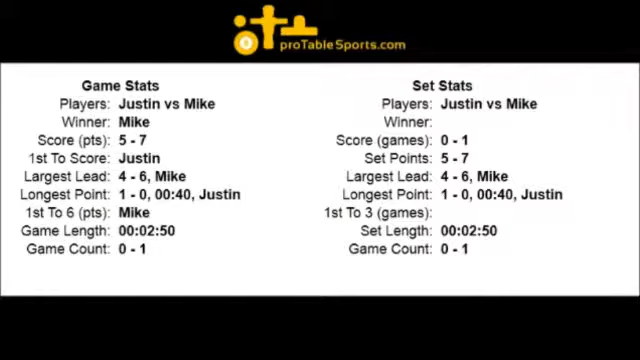 proTableSports.com
Game Stats
Players: Justin vs Mike
Winner: Mike
Score (pts): 5 - 7
1st To Score: Justin
Largest Lead: 4 - 6, Mike
Longest Point: 1 - 0, 00:40, Justin
1st To 6 (pts): Mike
Game Length: 00:02:50
Game Count: 0 - 1
Set Stats
Players: Justin vs Mike
Winner:
Score (games): 0 - 1
Set Points: 5 - 7
Largest Lead: 4 - 6, Mike
Longest Point: 1 - 0, 00:40, Justin
1st To 3 (games):
Set Length: 00:02:50
Game Count: 0 - 1